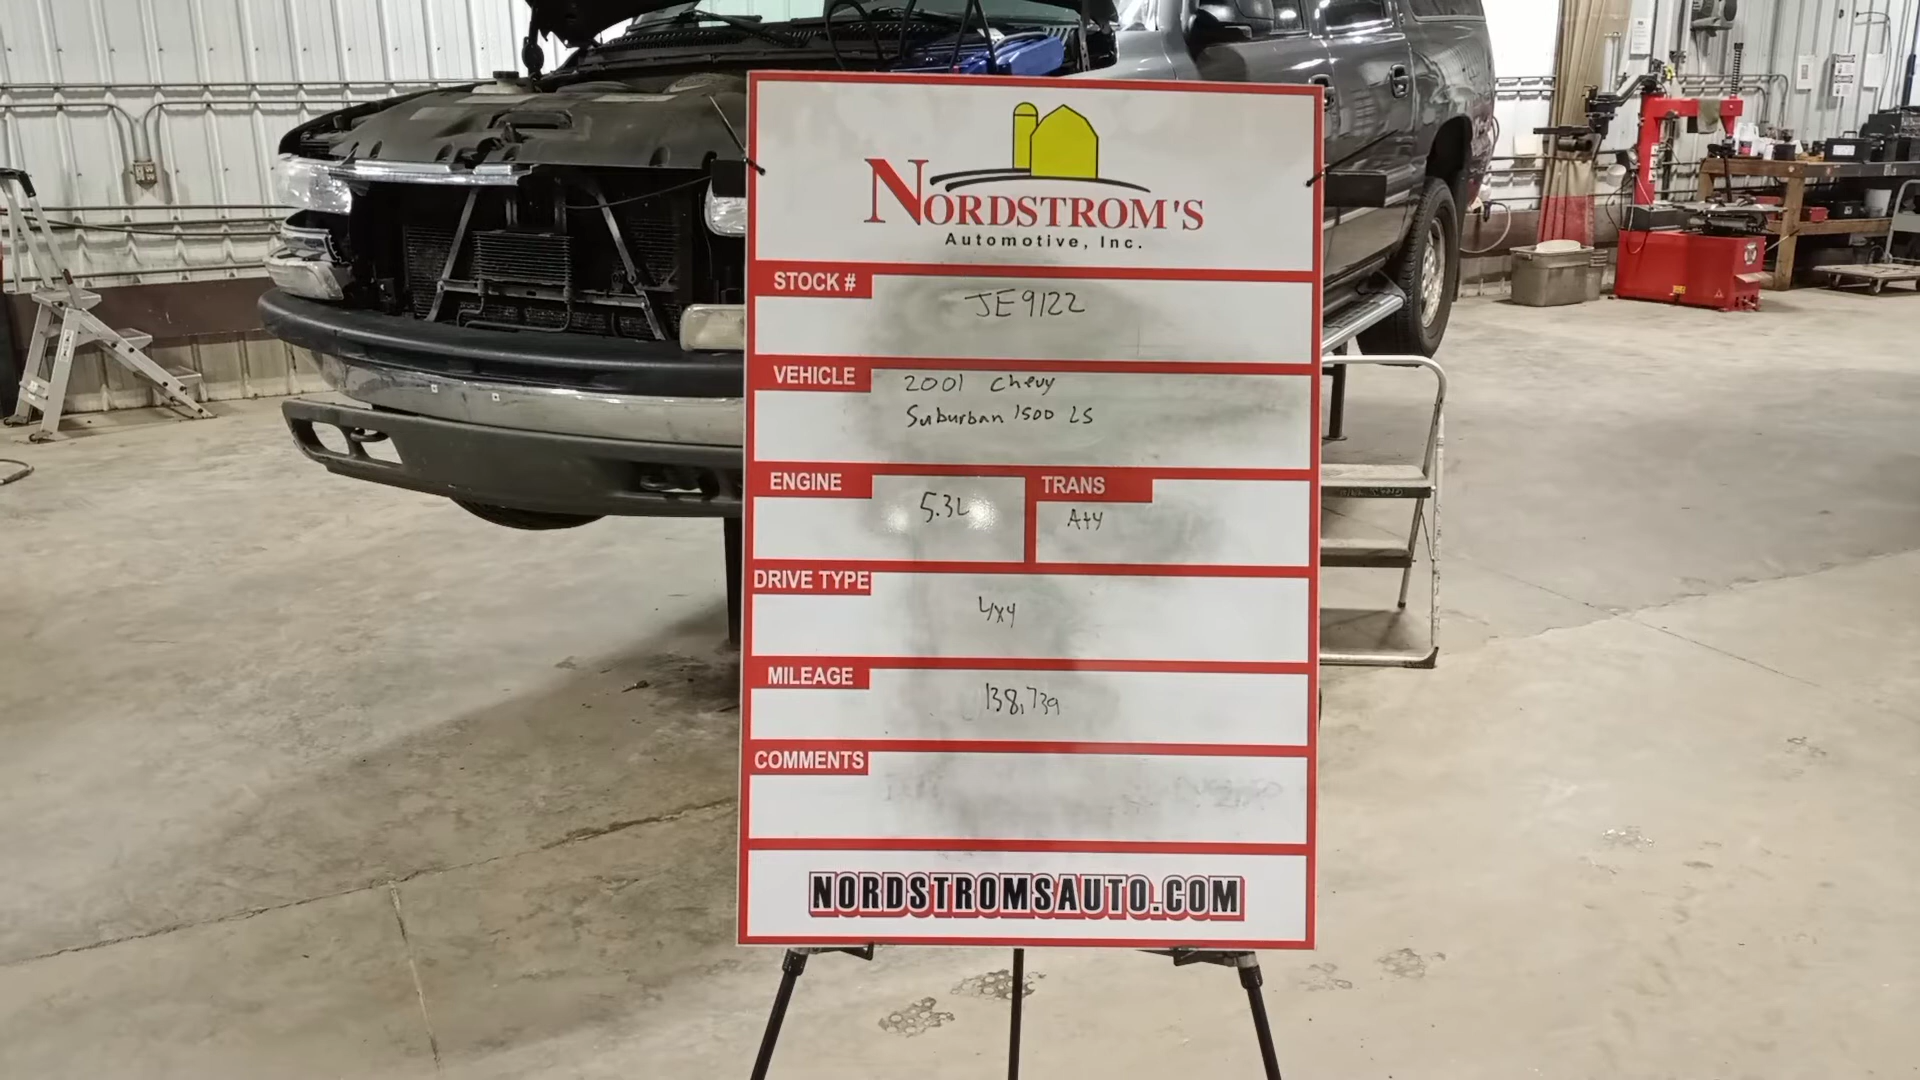 NORDSTROM'S
Automotive, Inc.
STOCK #
JE9122
VEHICLE
2001 Chevy
Suburban 1500 LS
ENGINE
5.3L
TRANS
A+4
DRIVE TYPE
4x4
MILEAGE
138,739
COMMENTS
NORDSTROMSAUTO.COM